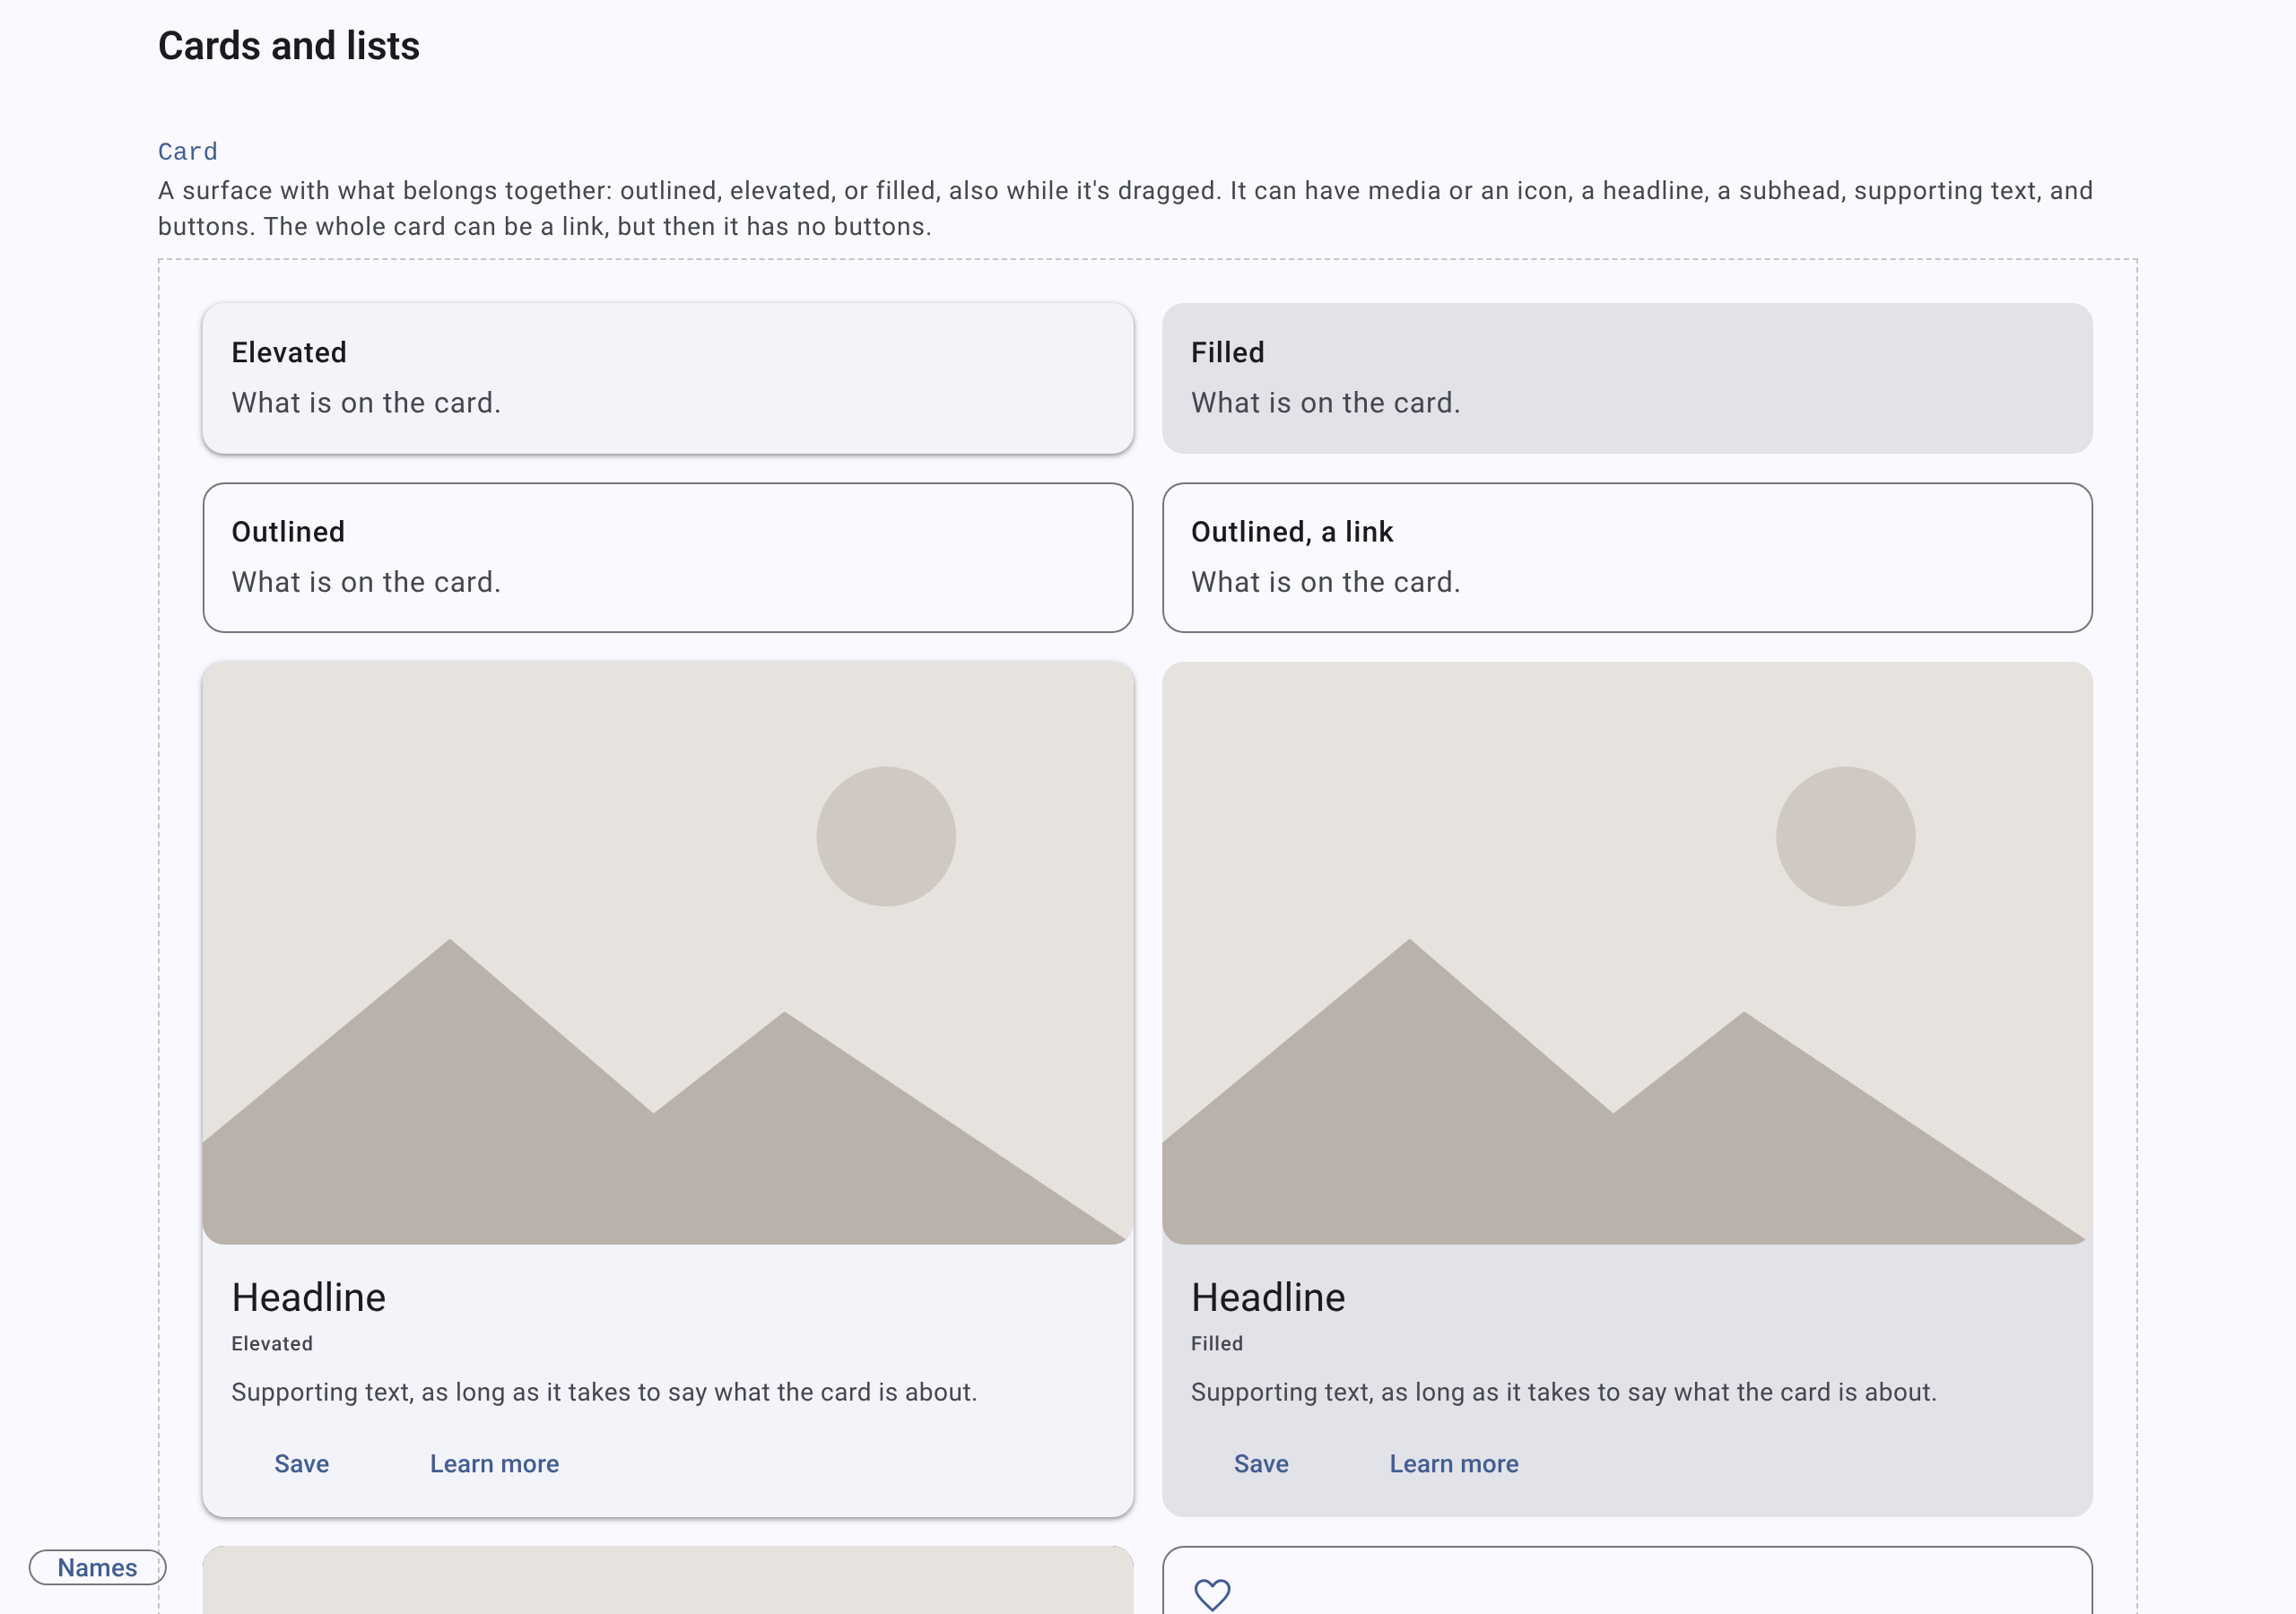 Cards and lists
Card
A surface with what belongs together: outlined, elevated, or filled, also while it's dragged. It can have media or an icon, a headline, a subhead, supporting text, and
buttons. The whole card can be a link, but then it has no buttons.
Elevated
What is on the card.
Filled
What is on the card.
Outlined
What is on the card.
Outlined, a link
What is on the card.
Headline
Elevated
Supporting text, as long as it takes to say what the card is about.
Save
Learn more
Headline
Filled
Supporting text, as long as it takes to say what the card is about.
Save
Learn more
Names